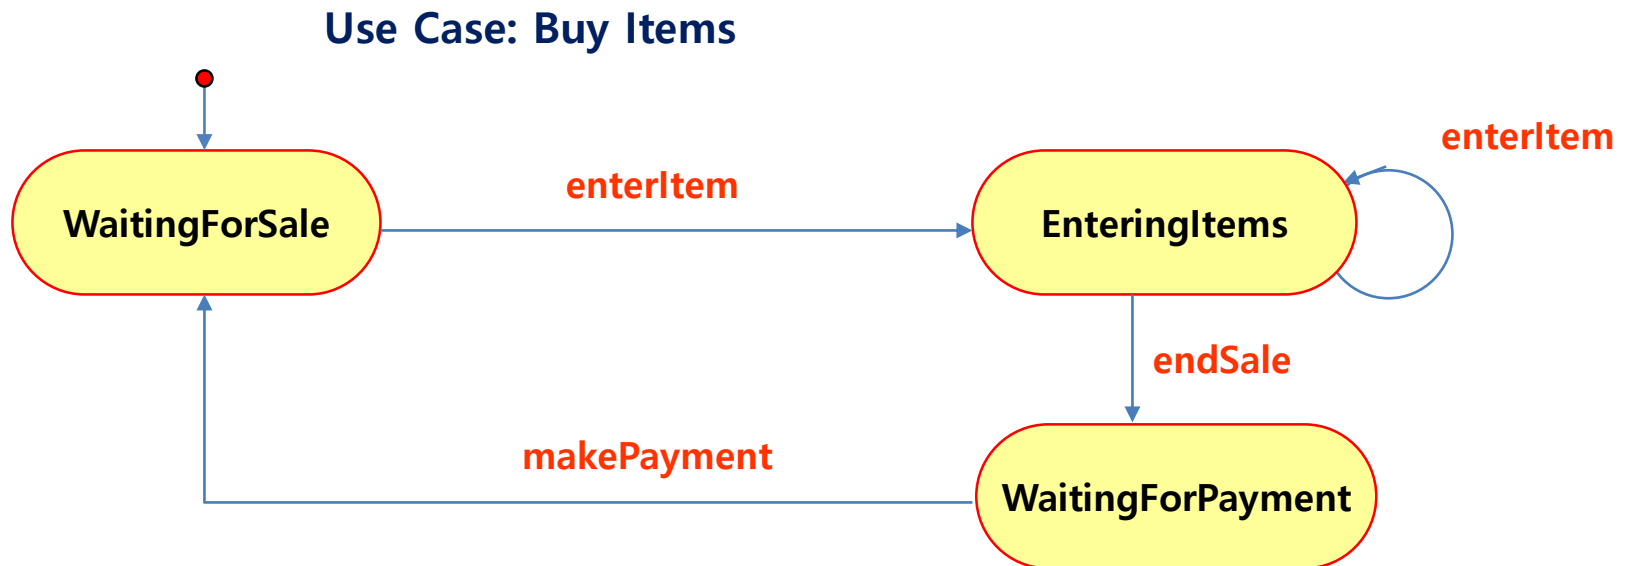 Use Case: Buy Items
enterItem
enterItem
WaitingForSale
EnteringItems
endSale
makePayment
WaitingForPayment